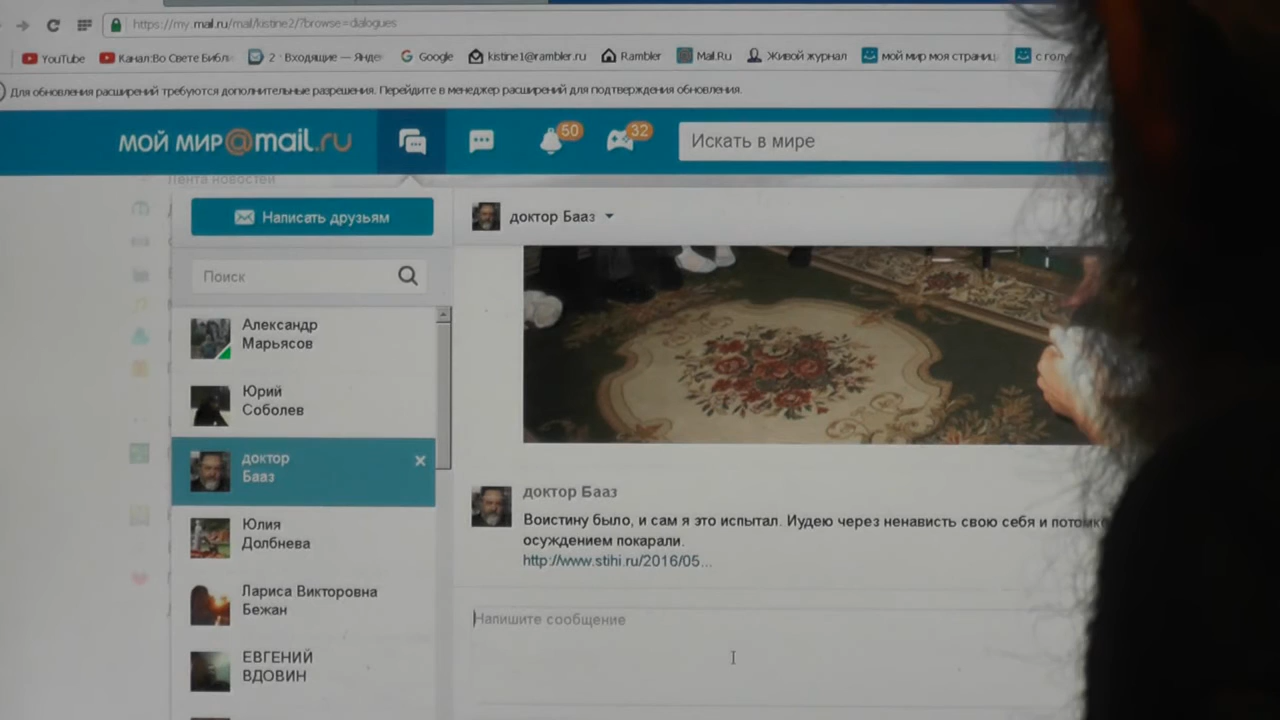 https://my.mail.ru/mail/kistine2/?browse=dialogues
YouTube Канал:Во Свете Библ 2 · Входящие — Янде Google kistine1@rambler.ru Rambler Mail.Ru Живой журнал мой мир моя страниц с гол
Для обновления расширений требуются дополнительные разрешения. Перейдите в менеджер расширений для подтверждения обновления.
МОЙ МИР@mail.ru 50 32 Искать в мире
Лента новостей
Написать друзьям
доктор Бааз
Поиск
Александр
Марьясов
Юрий
Соболев
доктор
Бааз
Юлия
Долбнева
Лариса Викторовна
Бежан
ЕВГЕНИЙ
ВДОВИН
доктор Бааз
Воистину было, и сам я это испытал. Иудею через ненависть свою себя и потомк
осуждением покарали.
http://www.stihi.ru/2016/05...
Напишите сообщение